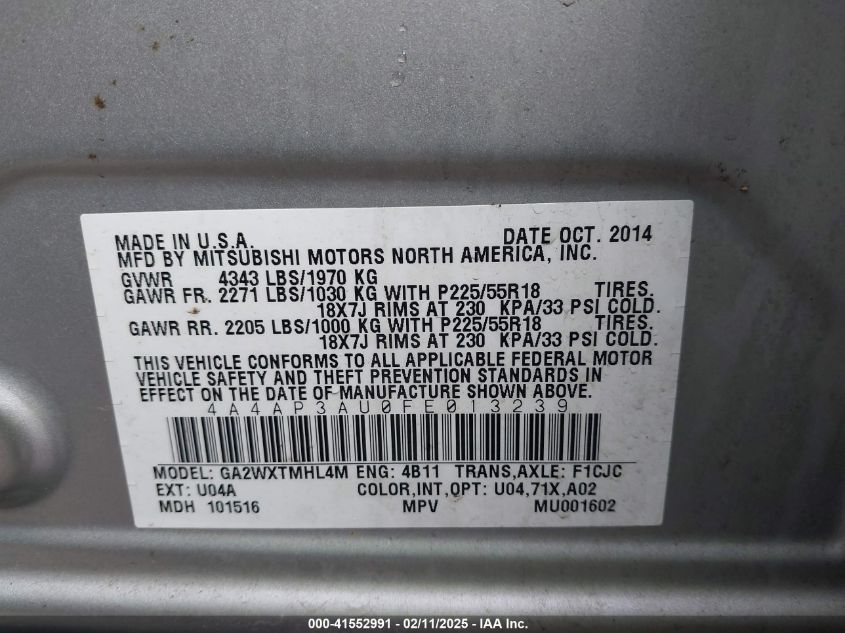 MADE IN U.S.A. DATE OCT. 2014
MFD BY MITSUBISHI MOTORS NORTH AMERICA, INC.
GVWR 4343 LBS/1970 KG
GAWR FR. 2271 LBS/1030 KG WITH P225/55R18 TIRES.
18X7J RIMS AT 230 KPA/33 PSI COLD.
GAWR RR. 2205 LBS/1000 KG WITH P225/55R18 TIRES.
18X7J RIMS AT 230 KPA/33 PSI COLD.
THIS VEHICLE CONFORMS TO ALL APPLICABLE FEDERAL MOTOR
VEHICLE SAFETY AND THEFT PREVENTION STANDARDS IN
EFFECT ON THE DATE OF MANUFACTURE SHOWN ABOVE.
4A4AP3AU0FE013239
MODEL: GA2WXTMHL4M ENG: 4B11 TRANS,AXLE: F1CJC
EXT: U04A COLOR,INT,OPT: U04,71X,A02
MDH 101516 MPV MU001602
000-41552991 - 02/11/2025 - IAAI Inc.